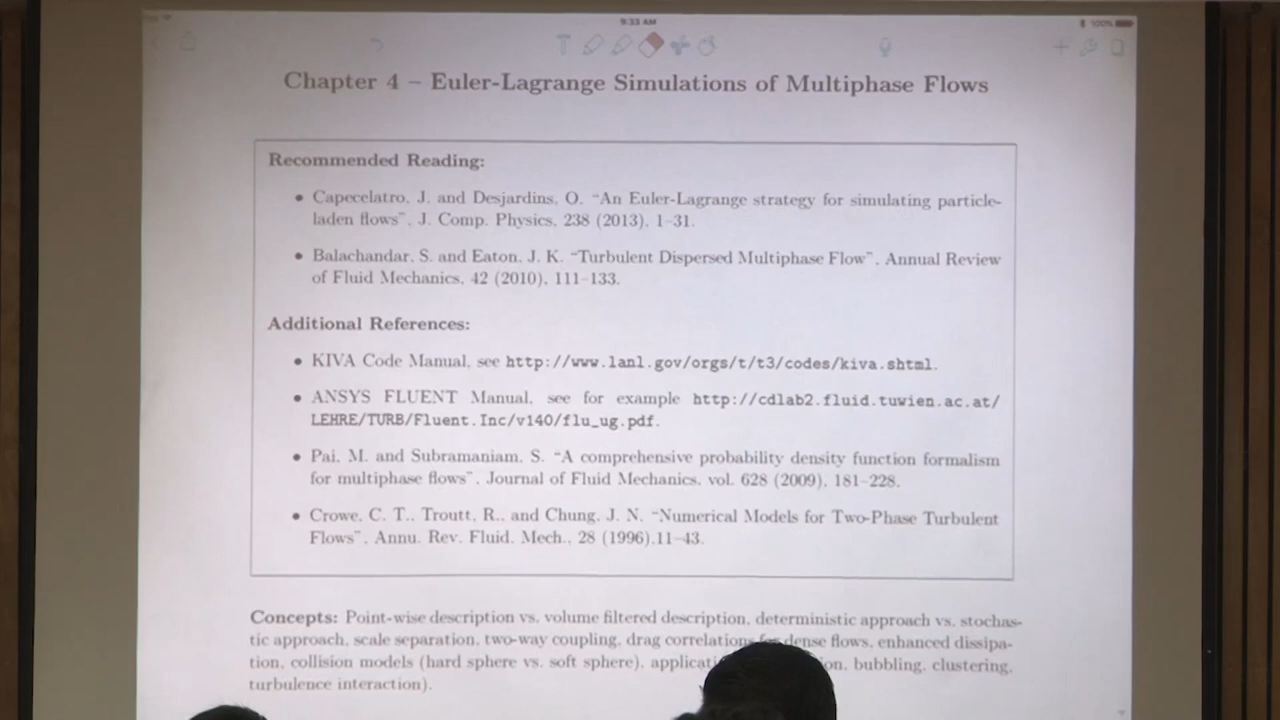 9:33 AM
100%
Chapter 4 – Euler-Lagrange Simulations of Multiphase Flows
Recommended Reading:
• Capecelatro, J. and Desjardins, O. “An Euler-Lagrange strategy for simulating particle-
laden flows”, J. Comp. Physics, 238 (2013), 1–31.
• Balachandar, S. and Eaton, J. K. “Turbulent Dispersed Multiphase Flow”, Annual Review
of Fluid Mechanics, 42 (2010), 111–133.
Additional References:
• KIVA Code Manual, see http://www.lanl.gov/orgs/t/t3/codes/kiva.shtml.
• ANSYS FLUENT Manual, see for example http://cdlab2.fluid.tuwien.ac.at/
LEHRE/TURB/Fluent.Inc/v140/flu_ug.pdf.
• Pai, M. and Subramaniam, S. “A comprehensive probability density function formalism
for multiphase flows”, Journal of Fluid Mechanics, vol. 628 (2009), 181–228.
• Crowe, C. T., Troutt, R., and Chung, J. N. “Numerical Models for Two-Phase Turbulent
Flows”, Annu. Rev. Fluid. Mech., 28 (1996),11–43.
Concepts: Point-wise description vs. volume filtered description, deterministic approach vs. stochas-
tic approach, scale separation, two-way coupling, drag correlations dense flows, enhanced dissipa-
tion, collision models (hard sphere vs. soft sphere), bubbling, clustering,
turbulence interaction).